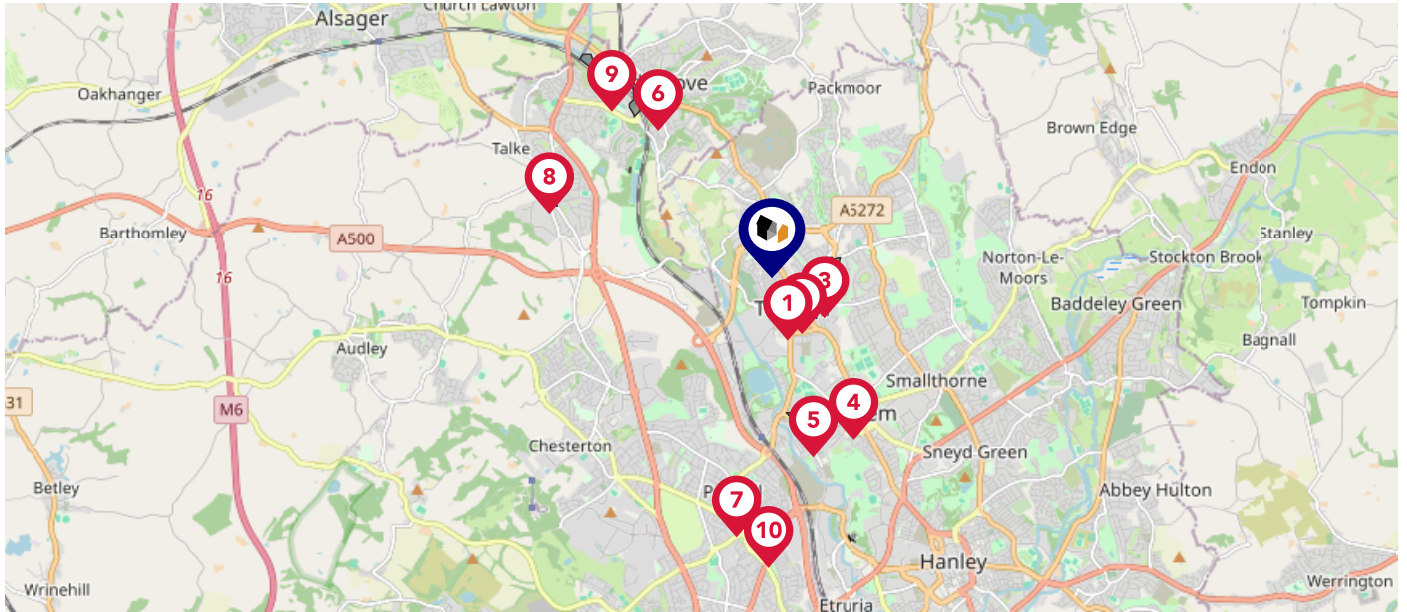 Church Lawton
Alsager
9
ove
6
Oakhanger
Packmoor
Brown Edge
Talke
Endon
8
16
A5272
Barthomley
A500
Stanley
Norton-Le-
Moors
Stockton Brook
16
3
1
T
Baddeley Green
Tompkin
Bagnall
Audley
Smallthorne
31
M6
4
em
5
Chesterton
Sneyd Green
Betley
7
Abbey Hulton
10
Hanley
Wrinehill
Werrington
Etruria